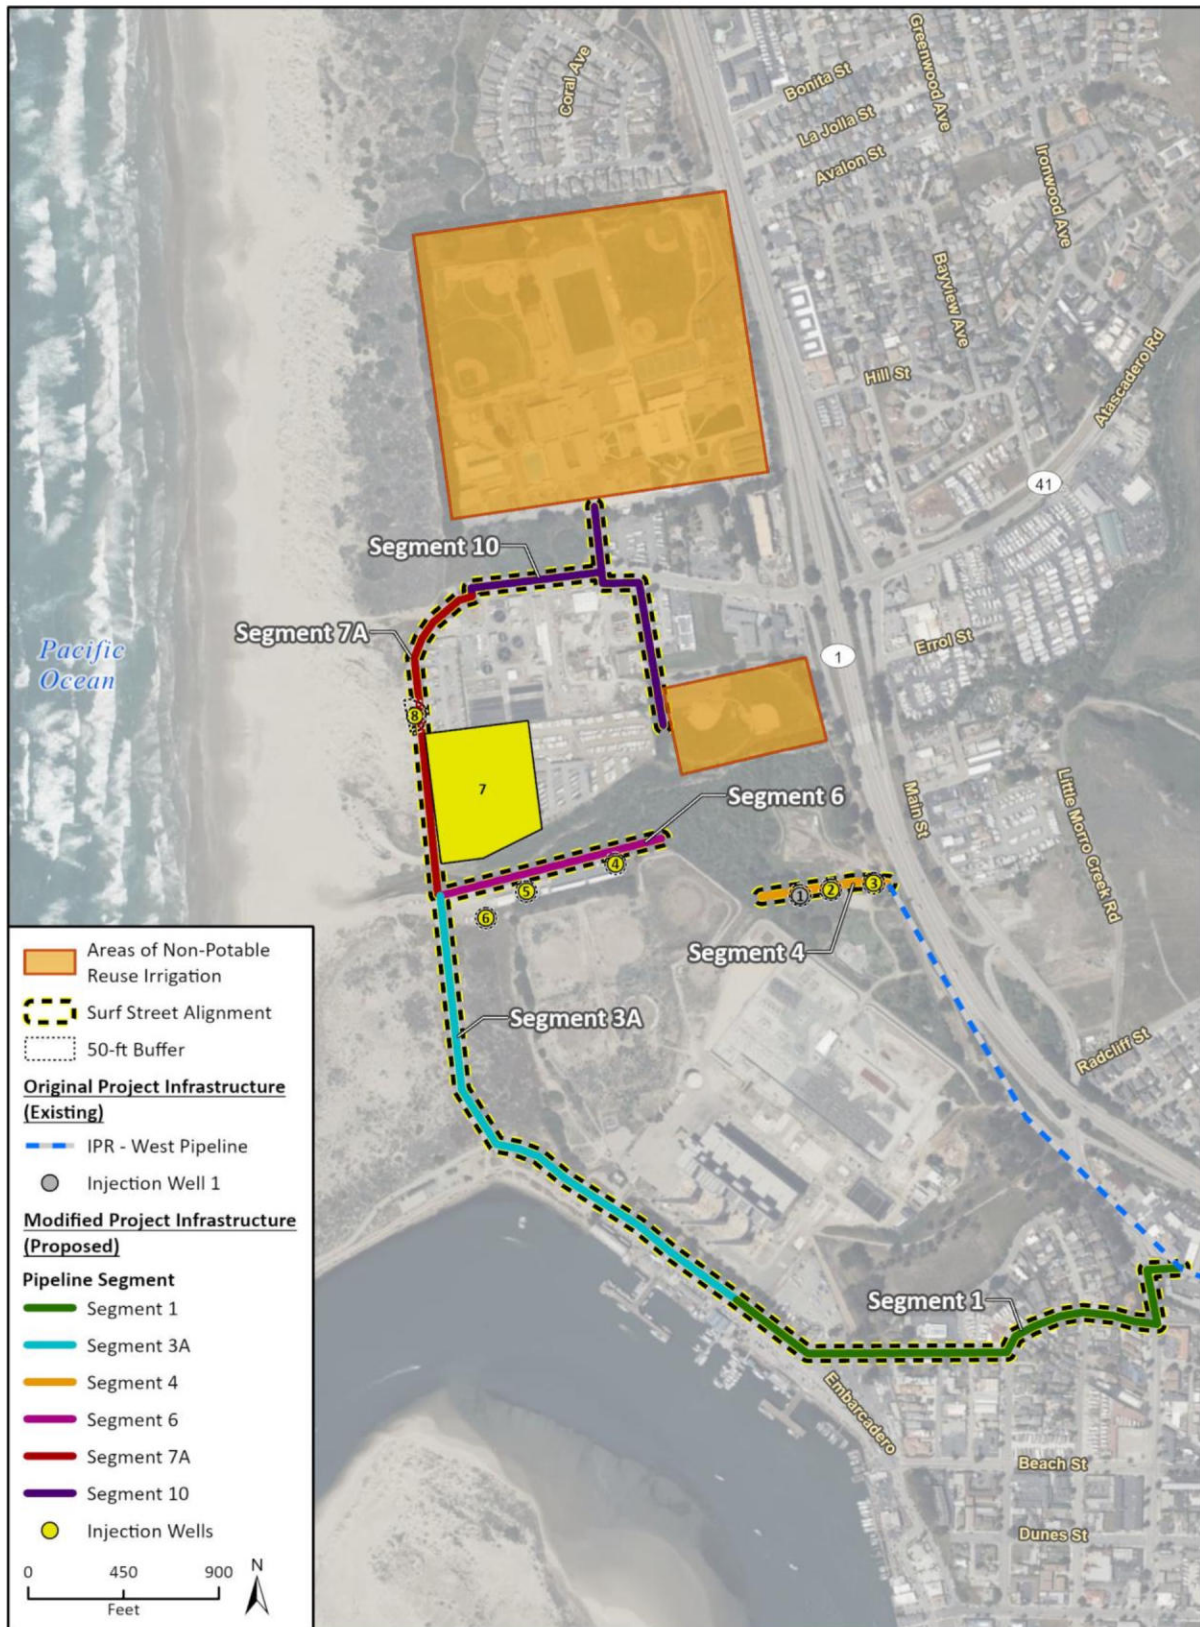 Coral Ave
Bonita St
Greenwood Ave
La Jolla St
Avalon St
Ironwood Ave
Bayview Ave
Atascadero Rd
Hill St
41
Segment 10
Segment 7A
Errol St
1
Pacific
Ocean
8
7
Segment 6
Main St
Little Morro Creek Rd
4
5
6
1
2
3
Segment 4
Segment 3A
Radcliff St
Segment 1
Embarcadero
Beach St
Dunes St
Areas of Non-Potable
Reuse Irrigation
Surf Street Alignment
50-ft Buffer
Original Project Infrastructure
(Existing)
IPR - West Pipeline
Injection Well 1
Modified Project Infrastructure
(Proposed)
Pipeline Segment
Segment 1
Segment 3A
Segment 4
Segment 6
Segment 7A
Segment 10
Injection Wells
0 450 900
Feet
N